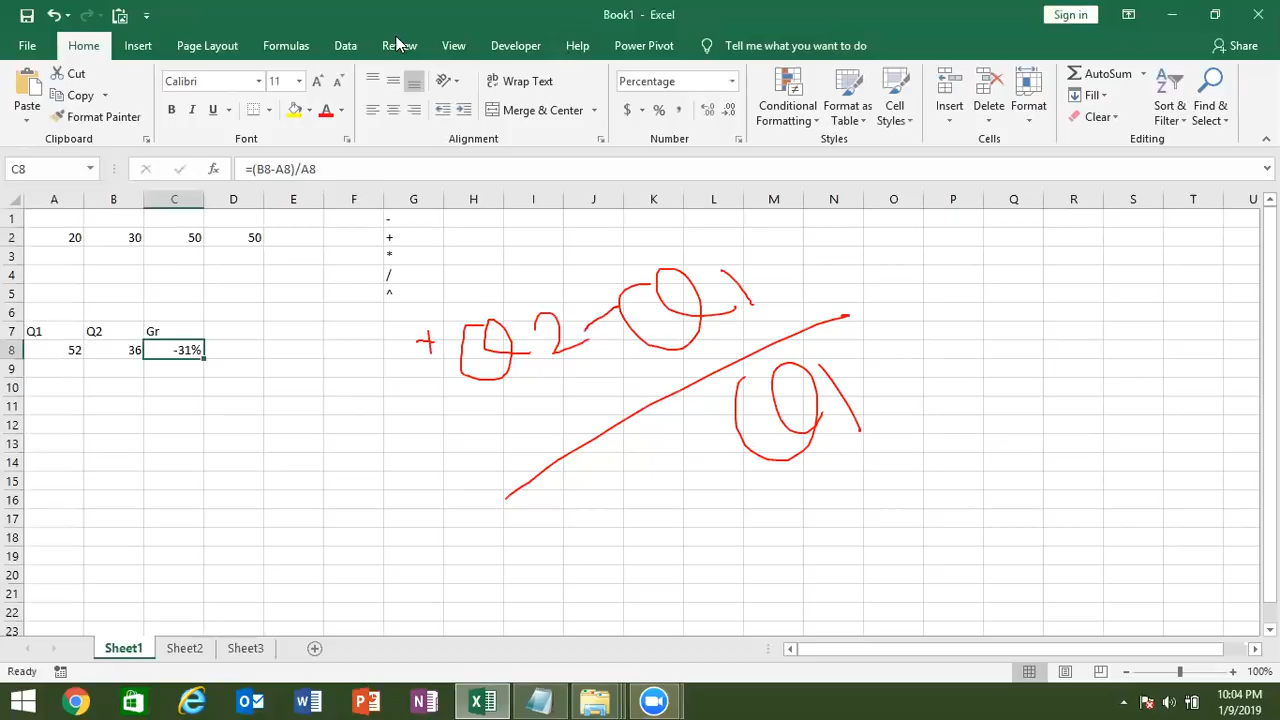 Book1 - Excel
Sign in
File Home Insert Page Layout Formulas Data Review View Developer Help Power Pivot Tell me what you want to do Share
Paste
Cut
Copy
Format Painter
Clipboard
Calibri 11
B I U
Font
Wrap Text
Merge & Center
Alignment
Percentage
$ % ,
Number
Conditional Formatting
Format as Table
Cell Styles
Styles
Insert Delete Format
Cells
AutoSum
Fill
Clear
Sort & Filter
Find & Select
Editing
C8 fx =(B8-A8)/A8
A B C D E F G H I J K L M N O P Q R S T U
1 -
2 20 30 50 50 +
3 *
4 /
5 ^
6
7 Q1 Q2 Gr
8 52 36 -31%
9
10
11
12
13
14
15
16
17
18
19
20
21
22
23
Sheet1 Sheet2 Sheet3
Ready 100%
10:04 PM
1/9/2019